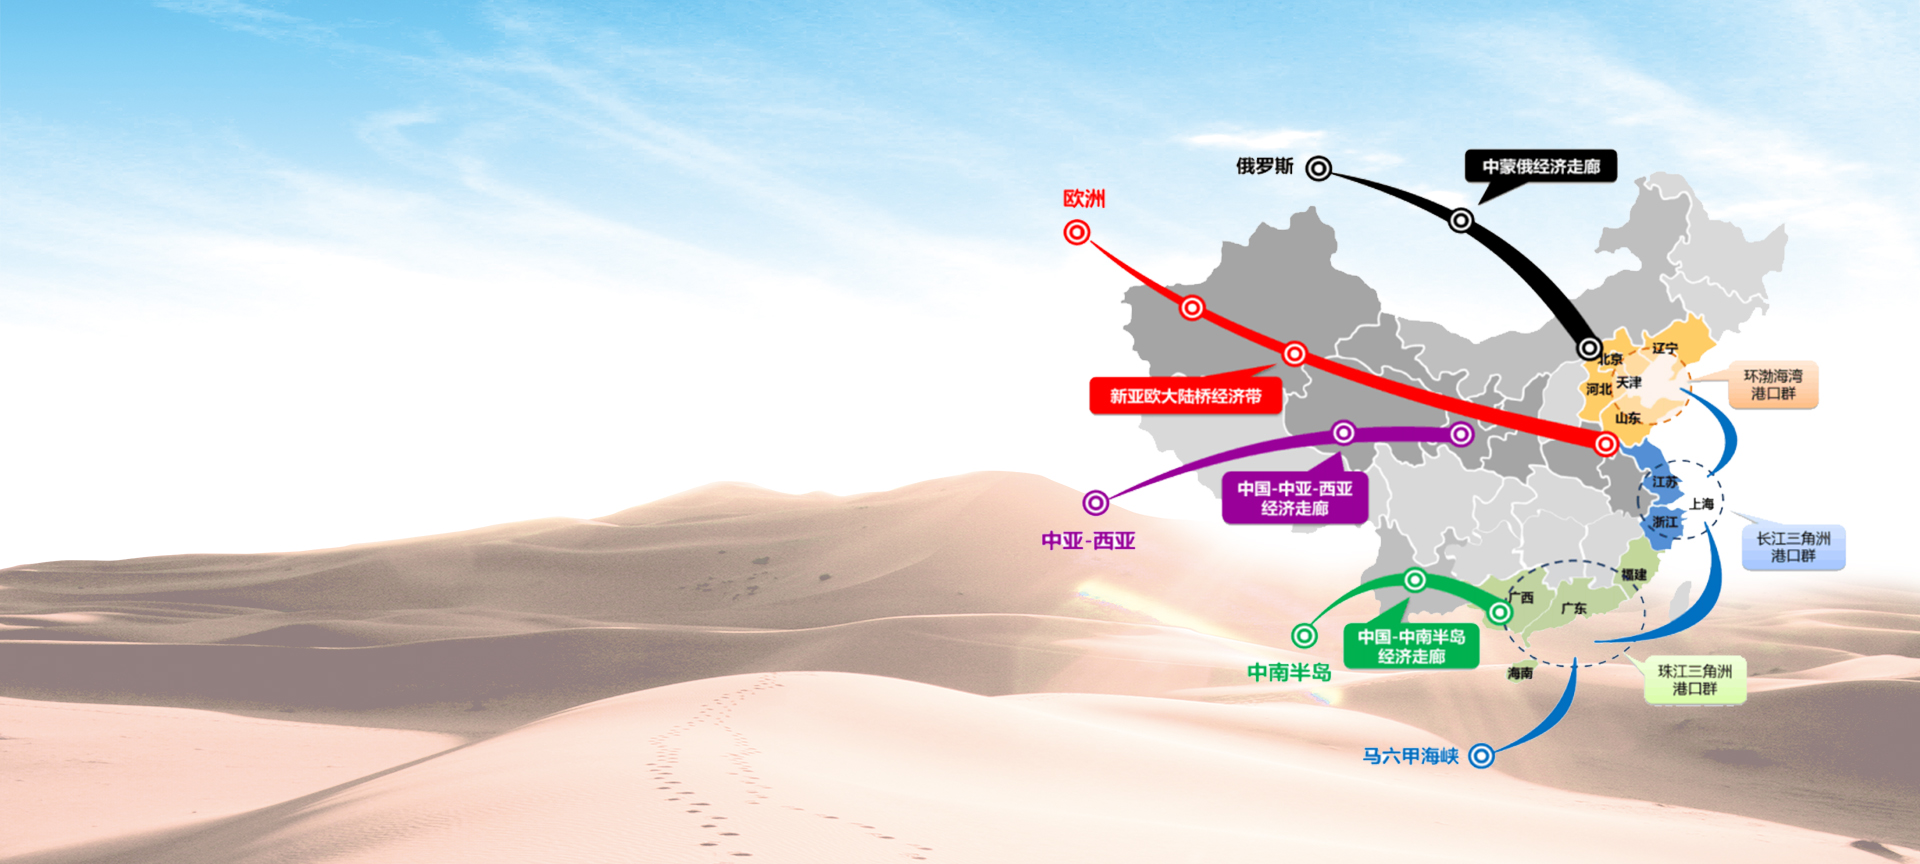 俄罗斯
中蒙俄经济走廊
欧洲
北京
辽宁
环渤海湾
港口群
河北
天津
新亚欧大陆桥经济带
山东
江苏
中国-中亚-西亚
经济走廊
上海
浙江
中亚-西亚
长江三角洲
港口群
福建
广西
广东
中国-中南半岛
经济走廊
中南半岛
海南
珠江三角洲
港口群
马六甲海峡